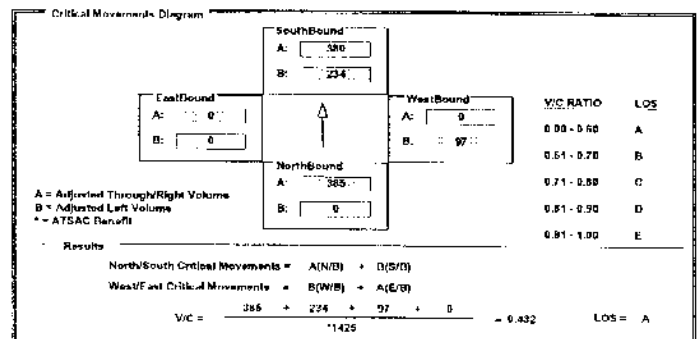 Critical Movements Diagram
SouthBound
A: 380
B: 234
EastBound
A: 0
B: 0
WestBound
A: 0
B: 97
NorthBound
A: 385
B: 0
V/C RATIO LOS
0.00 - 0.60 A
0.61 - 0.70 B
0.71 - 0.80 C
0.81 - 0.90 D
0.91 - 1.00 E
A = Adjusted Through/Right Volume
B = Adjusted Left Volume
* = ATSAC Benefit
Results
North/South Critical Movements = A(N/B) + B(S/B)
West/East Critical Movements = B(W/B) + A(E/B)
V/C = 385 + 234 + 97 + 0 = 0.432 LOS = A
*1425